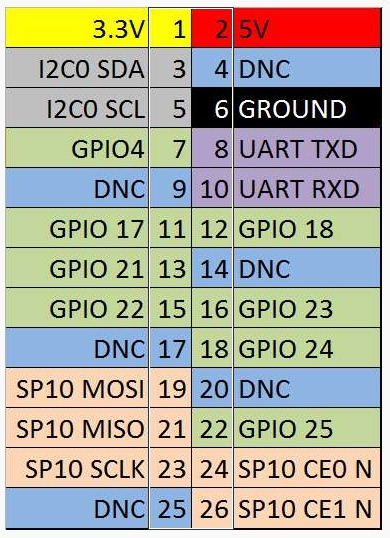 3.3V 1 2 5V
I2C0 SDA 3 4 DNC
I2C0 SCL 5 6 GROUND
GPIO4 7 8 UART TXD
DNC 9 10 UART RXD
GPIO 17 11 12 GPIO 18
GPIO 21 13 14 DNC
GPIO 22 15 16 GPIO 23
DNC 17 18 GPIO 24
SP10 MOSI 19 20 DNC
SP10 MISO 21 22 GPIO 25
SP10 SCLK 23 24 SP10 CE0 N
DNC 25 26 SP10 CE1 N